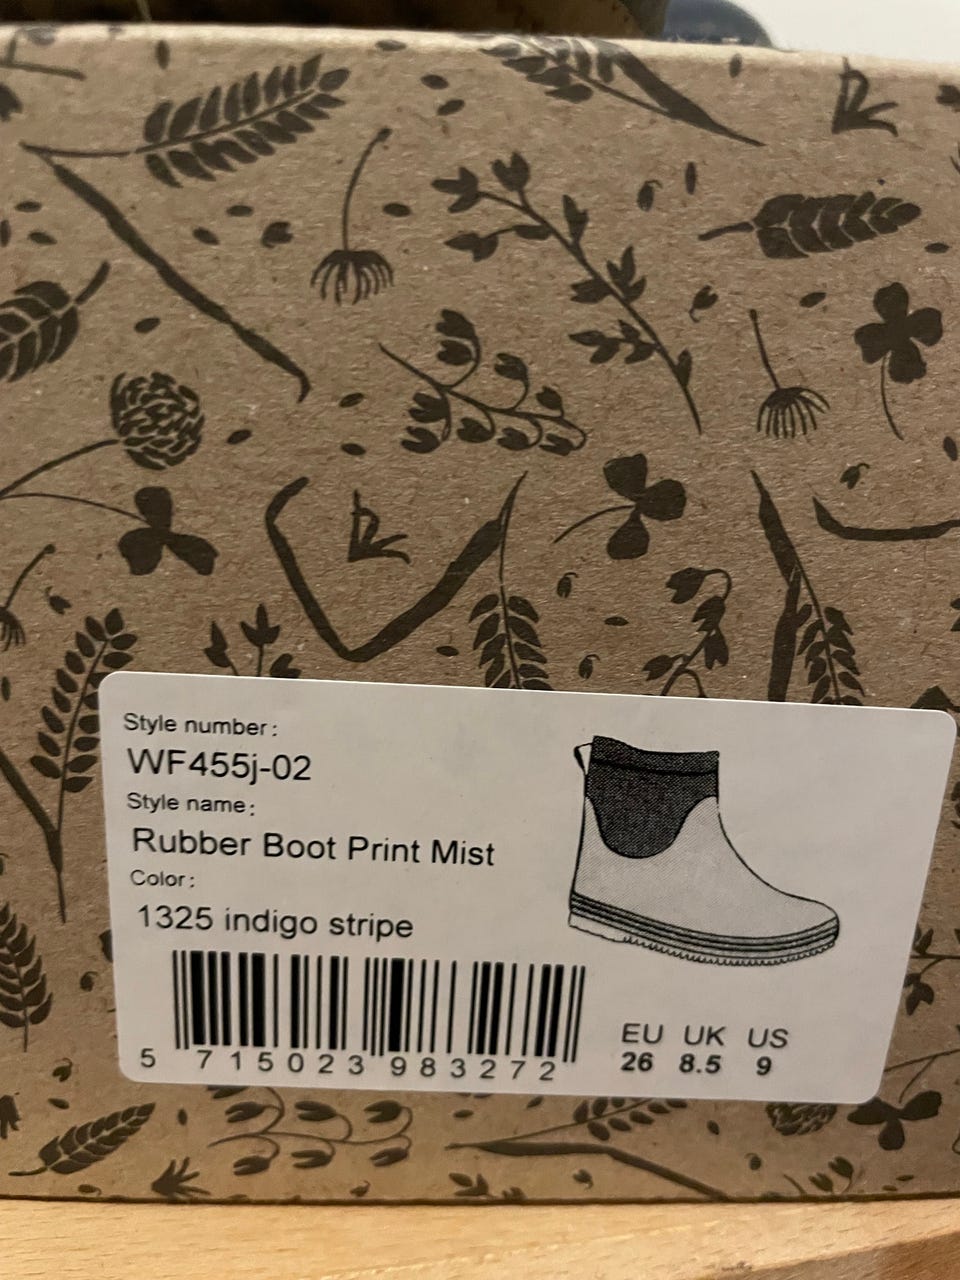 Style number:
WF455j-02
Style name:
Rubber Boot Print Mist
Color:
1325 indigo stripe
5 715023 983272
EU UK US
26 8.5 9